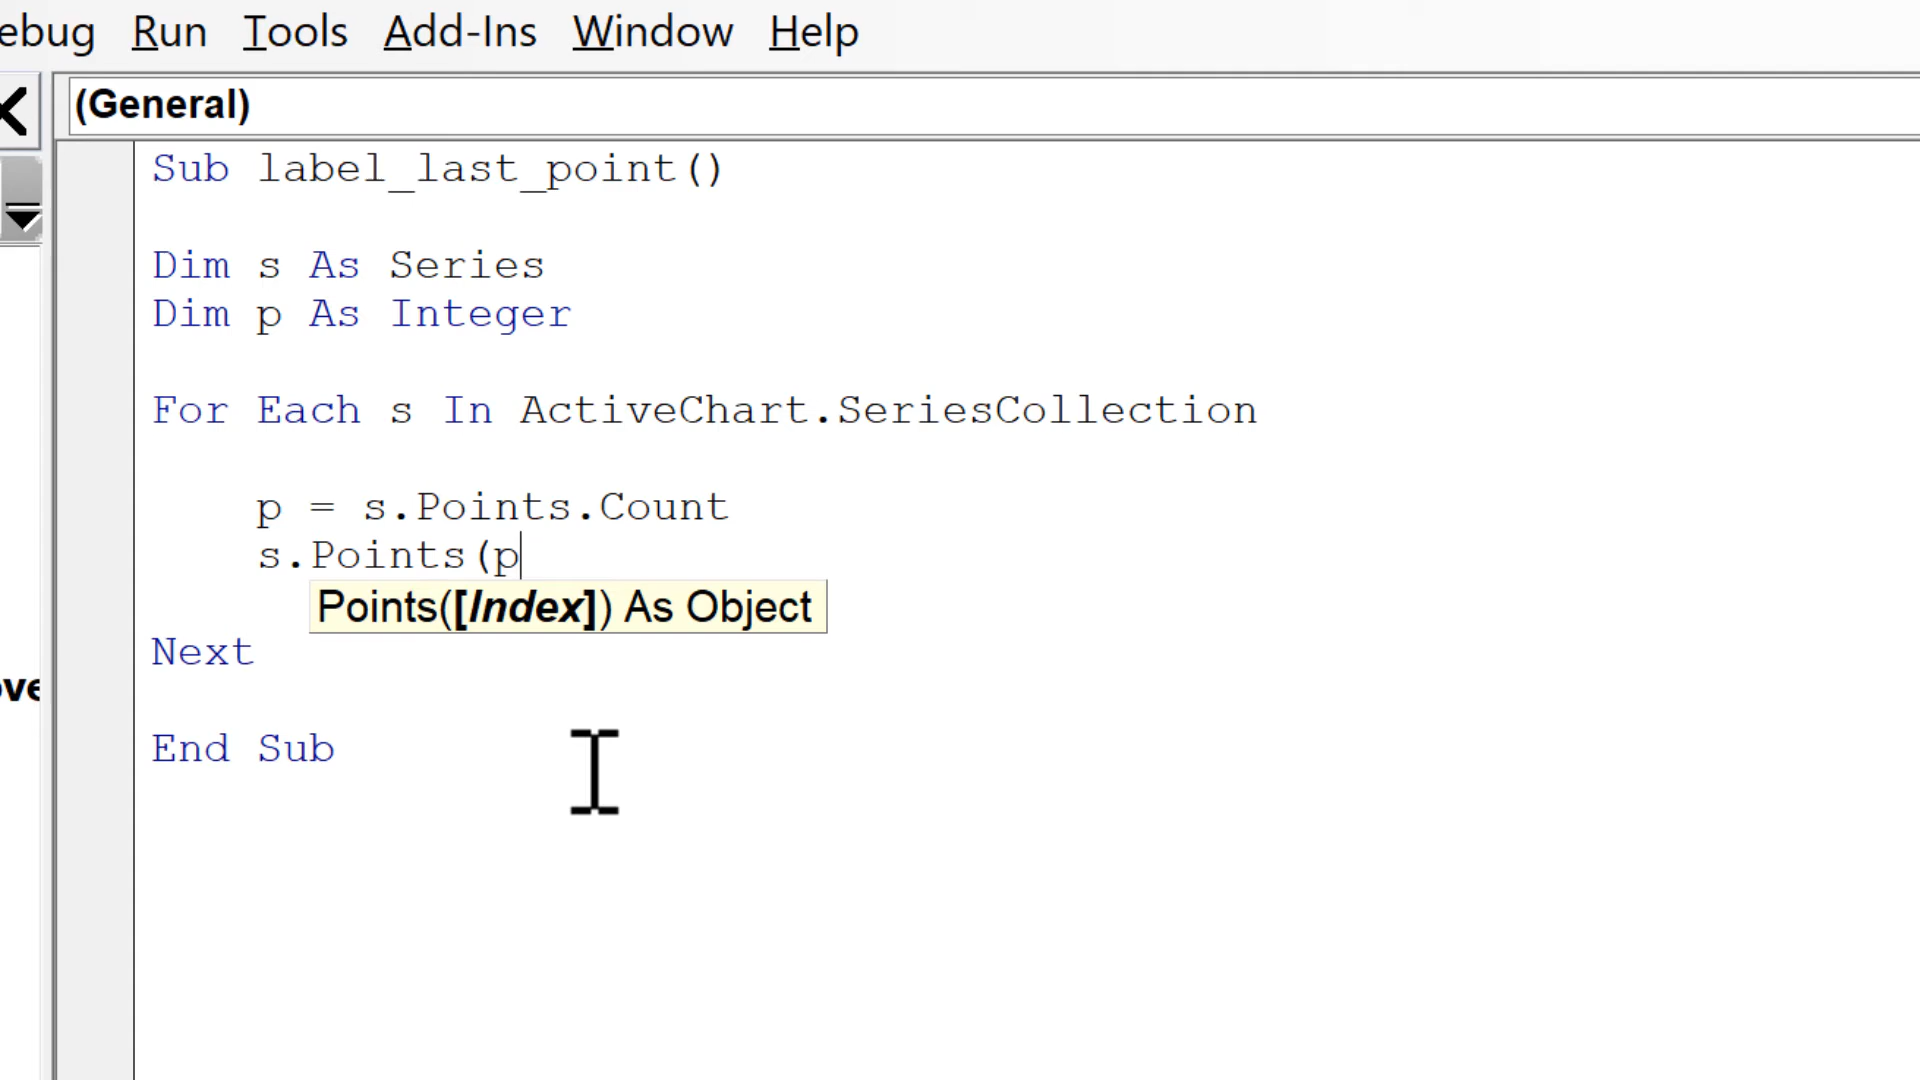 ebug Run Tools Add-Ins Window Help
(General)
Sub label_last_point()
Dim s As Series
Dim p As Integer
For Each s In ActiveChart.SeriesCollection
p = s.Points.Count
s.Points(p
Points([Index]) As Object
Next
ove
End Sub